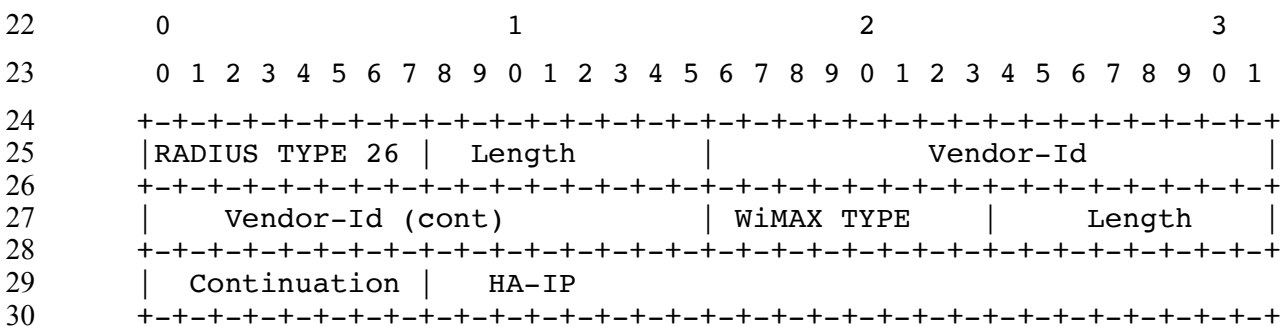 22 0 1 2 3
23 0 1 2 3 4 5 6 7 8 9 0 1 2 3 4 5 6 7 8 9 0 1 2 3 4 5 6 7 8 9 0 1
24 +-+-+-+-+-+-+-+-+-+-+-+-+-+-+-+-+-+-+-+-+-+-+-+-+-+-+-+-+-+-+-+-+
25 |RADIUS TYPE 26 | Length | Vendor-Id |
26 +-+-+-+-+-+-+-+-+-+-+-+-+-+-+-+-+-+-+-+-+-+-+-+-+-+-+-+-+-+-+-+-+
27 | Vendor-Id (cont) | WiMAX TYPE | Length |
28 +-+-+-+-+-+-+-+-+-+-+-+-+-+-+-+-+-+-+-+-+-+-+-+-+-+-+-+-+-+-+-+-+
29 | Continuation | HA-IP
30 +-+-+-+-+-+-+-+-+-+-+-+-+-+-+-+-+-+-+-+-+-+-+-+-+-+-+-+-+-+-+-+-+